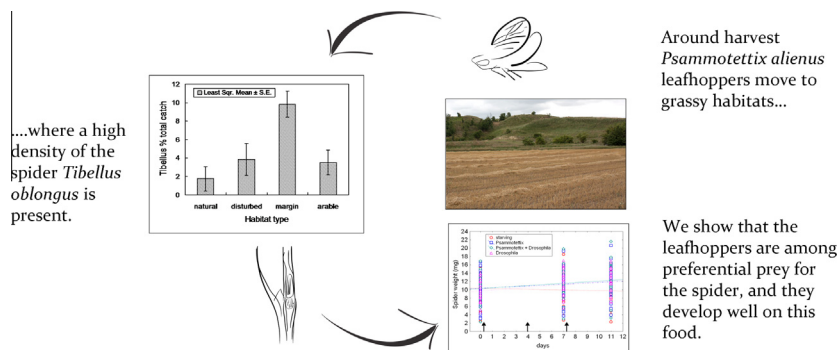 Around harvest
Psammotettix alienus
leafhoppers move to
grassy habitats...
....where a high
density of the
spider Tibellus
oblongus is
present.
12
10
8
6
4
2
0
Tibellus % total catch
Least Sqr. Mean ± S.E.
natural disturbed margin arable
Habitat type
We show that the
leafhoppers are among
preferential prey for
the spider, and they
develop well on this
food.
24
22
20
18
16
14
12
10
8
6
4
2
0
Spider weight (mg)
starving
Psammotettix
Psammotettix + Drosophila
Drosophila
0 1 2 3 4 5 6 7 8 9 10 11 12
days